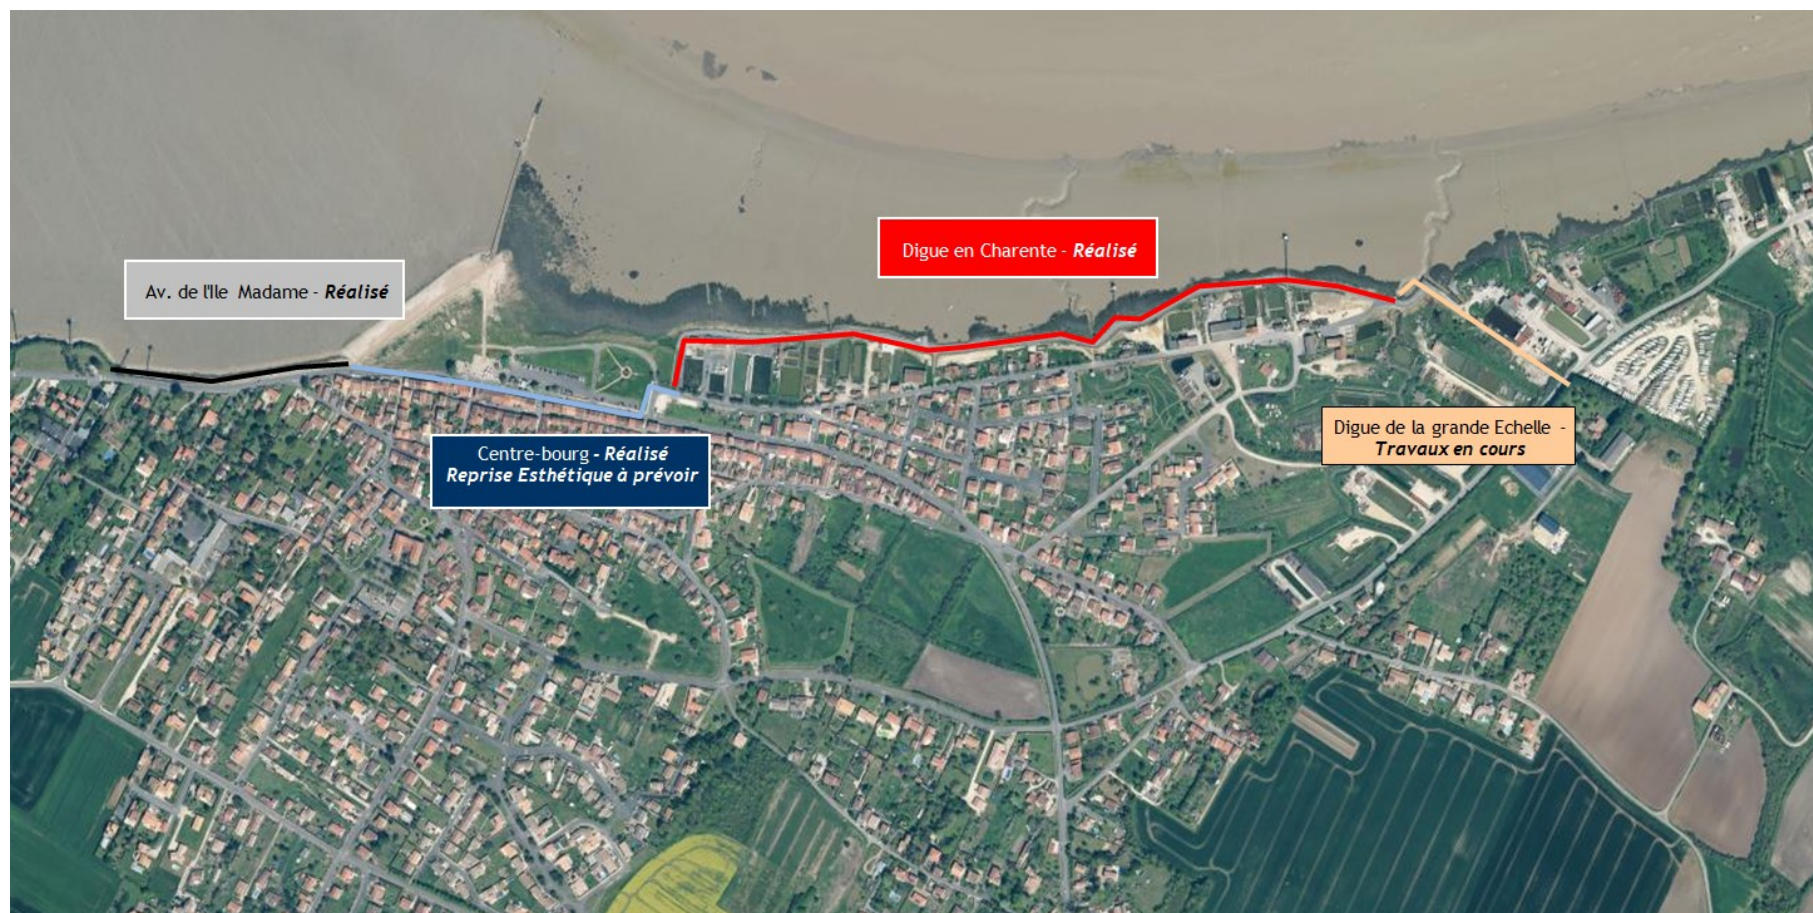 Digue en Charente - Réalisé
Av. de l'Ile Madame - Réalisé
Centre-bourg - Réalisé
Reprise Esthétique à prévoir
Digue de la grande Echelle -
Travaux en cours